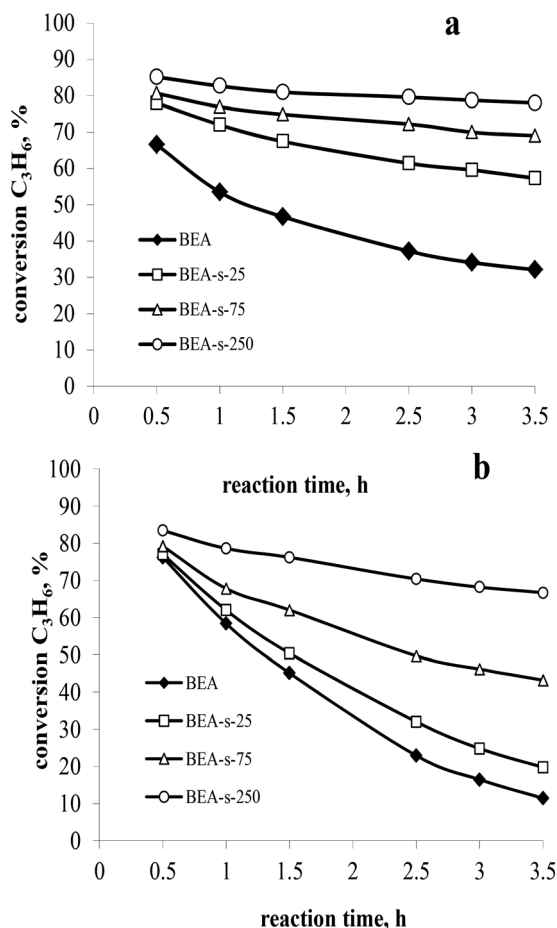 a
100
90
80
70
60
50
40
30
20
10
0
conversion C₃H₆, %
BEA
BEA-s-25
BEA-s-75
BEA-s-250
0 0.5 1 1.5 2 2.5 3 3.5
reaction time, h
b
100
90
80
70
60
50
40
30
20
10
0
conversion C₃H₆, %
BEA
BEA-s-25
BEA-s-75
BEA-s-250
0 0.5 1 1.5 2 2.5 3 3.5
reaction time, h